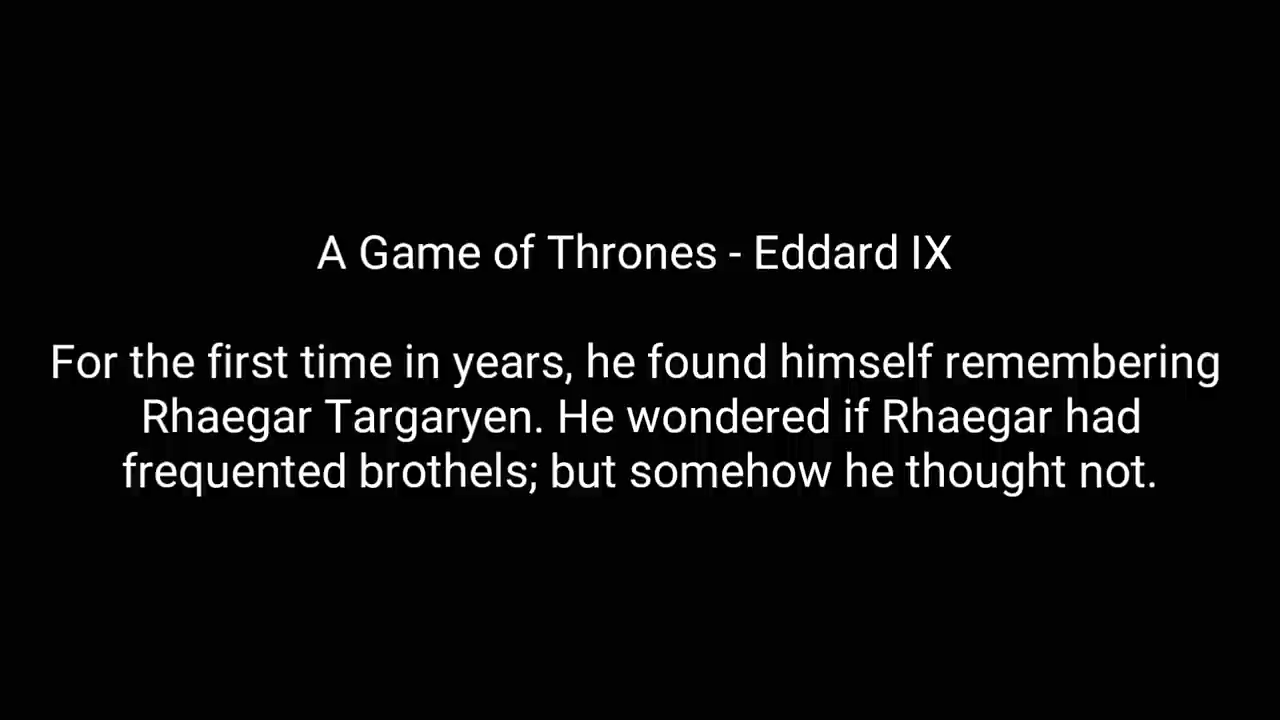 A Game of Thrones - Eddard IX
For the first time in years, he found himself remembering
Rhaegar Targaryen. He wondered if Rhaegar had
frequented brothels; but somehow he thought not.